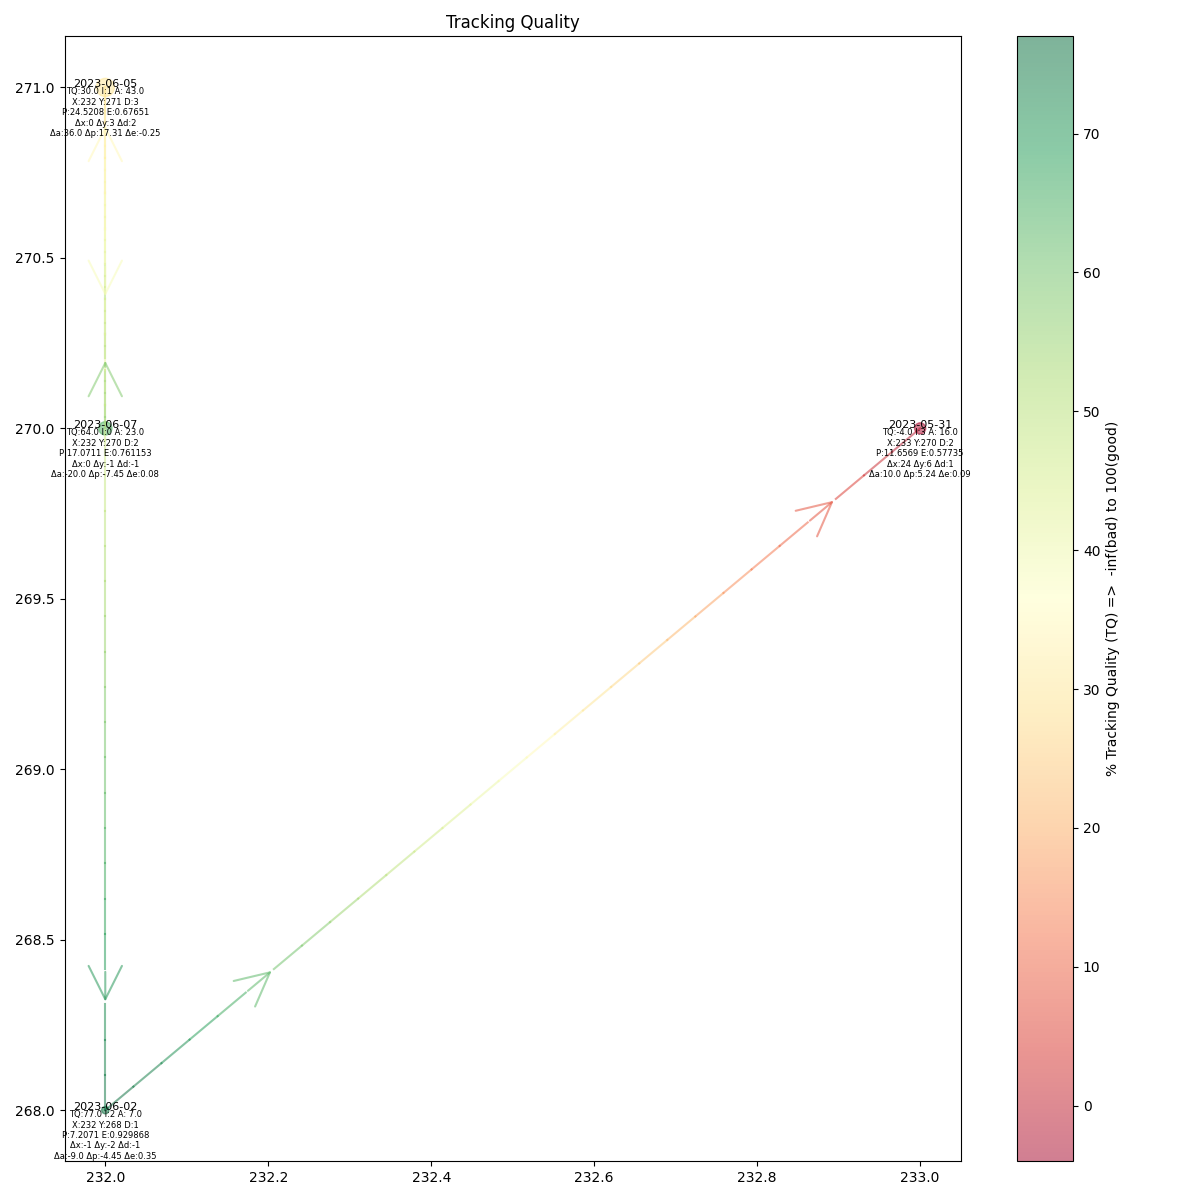 Tracking Quality
271.0
270.5
270.0
269.5
269.0
268.5
268.0
232.0
232.2
232.4
232.6
232.8
233.0
2023-06-05
TQ:30.0 I:1 A: 43.0
X:232 Y:271 D:3
P:24.5208 E:0.67651
Δx:0 Δy:3 Δd:2
Δa:36.0 Δp:17.31 Δe:-0.25
2023-06-07
TQ:64.0 I:0 A: 23.0
X:232 Y:270 D:2
P:17.0711 E:0.761153
Δx:0 Δy:-1 Δd:-1
Δa:-20.0 Δp:-7.45 Δe:0.08
2023-05-31
TQ:-4.0 I:3 A: 16.0
X:233 Y:270 D:2
P:11.6569 E:0.57735
Δx:24 Δy:6 Δd:1
Δa:10.0 Δp:5.24 Δe:0.09
2023-06-02
TQ:77.0 I:2 A: 7.0
X:232 Y:268 D:1
P:7.2071 E:0.929868
Δx:-1 Δy:-2 Δd:-1
Δa:-9.0 Δp:-4.45 Δe:0.35
70
60
50
40
30
20
10
0
% Tracking Quality (TQ) => -inf(bad) to 100(good)